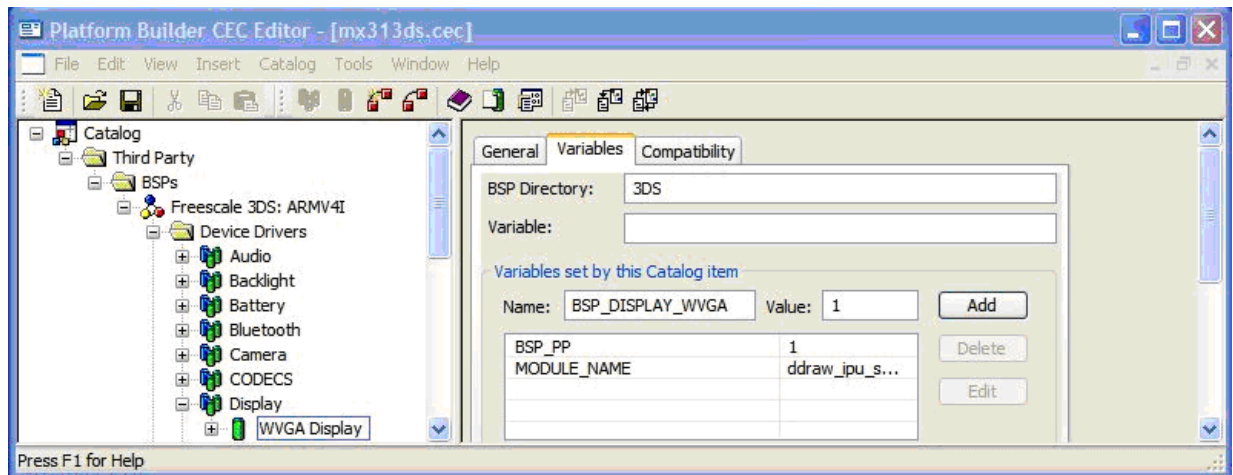 Platform Builder CEC Editor - [mx313ds.cec]
File Edit View Insert Catalog Tools Window Help
Catalog
Third Party
BSPs
Freescale 3DS: ARMV4I
Device Drivers
Audio
Backlight
Battery
Bluetooth
Camera
CODECS
Display
WVGA Display
General Variables Compatibility
BSP Directory: 3DS
Variable:
Variables set by this Catalog item
Name: BSP_DISPLAY_WVGA Value: 1 Add
BSP_PP 1 Delete
MODULE_NAME ddraw_ipu_s...
Edit
Press F1 for Help